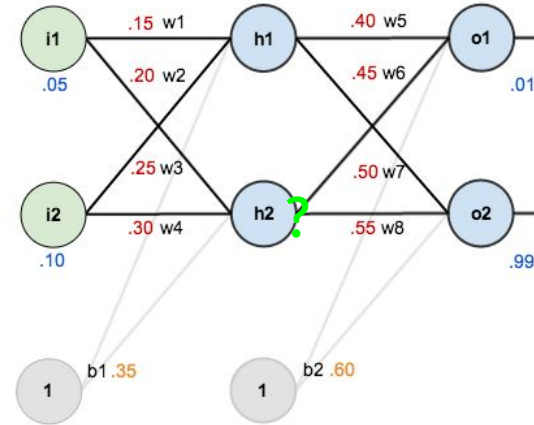 i1
.05
.15 w1
.20 w2
h1
.40 w5
.45 w6
o1
.01
i2
.10
.25 w3
.30 w4
h2
?
.50 w7
.55 w8
o2
.99
1
b1 .35
1
b2 .60